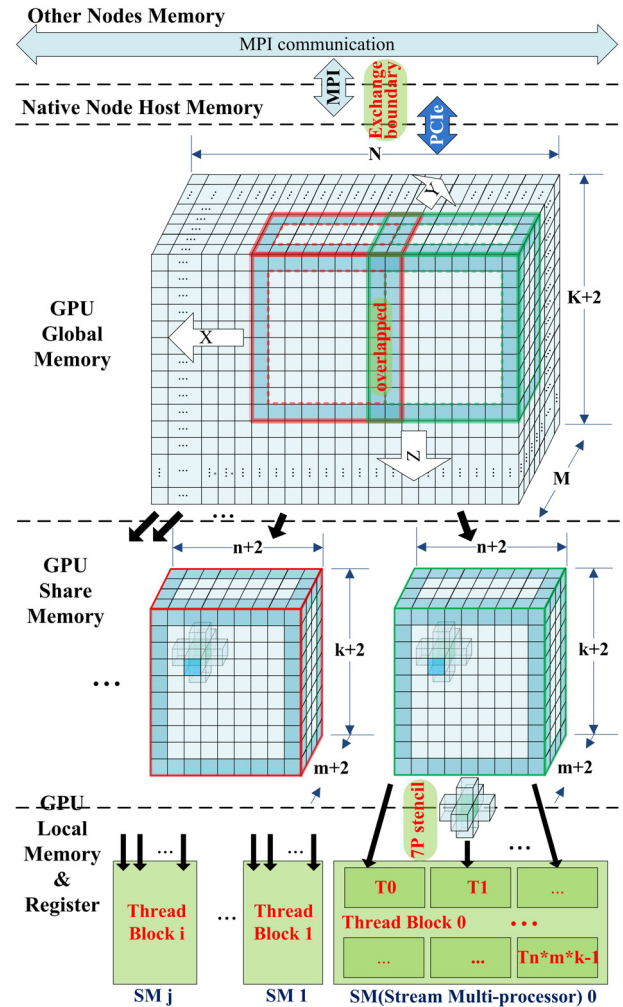 Other Nodes Memory
MPI communication
MPI
Exchange
boundary
Native Node Host Memory
PCIe
N
Y
GPU
Global
Memory
X
overlapped
K+2
Z
M
...
n+2
n+2
GPU
Share
Memory
k+2
k+2
...
m+2
m+2
GPU
Local
Memory
&
Register
7P stencil
...
...
...
T0
T1
...
Thread
Block i
...
Thread
Block 1
Thread Block 0
...
...
...
Tn*m*k-1
SM j
SM 1
SM(Stream Multi-processor) 0